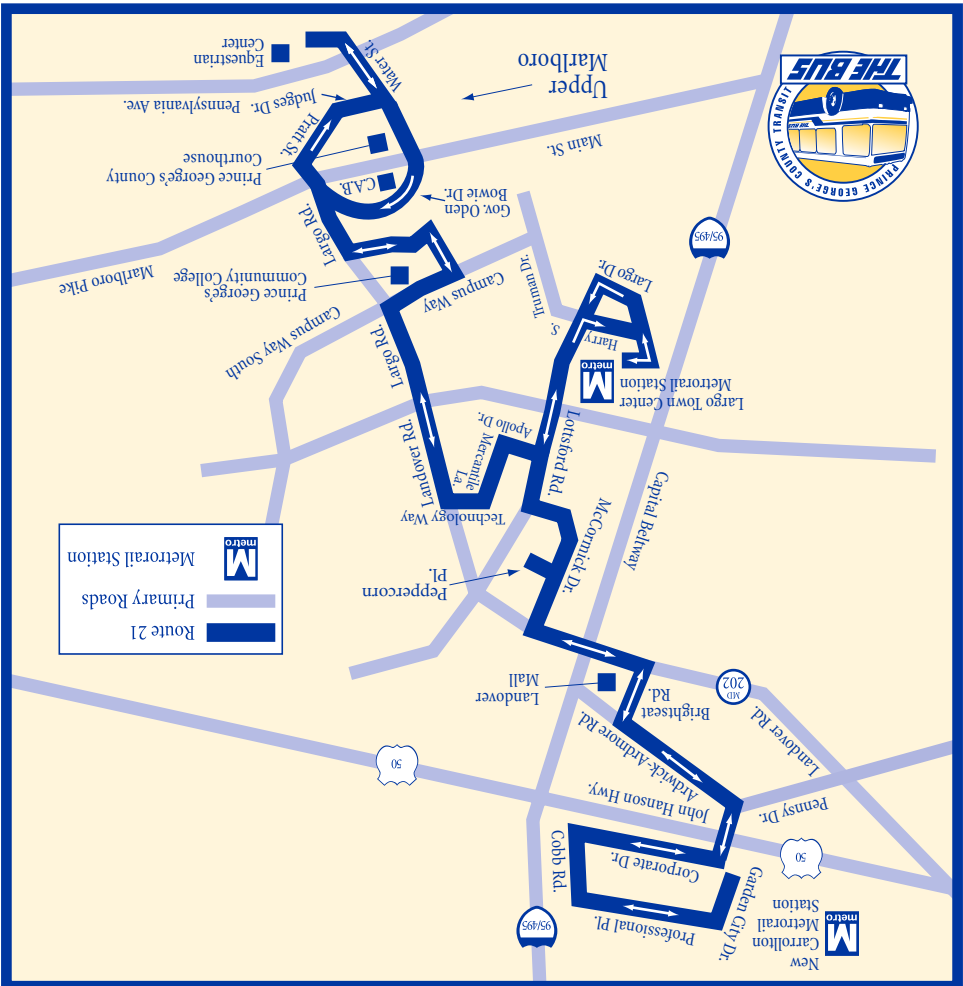 New
Carrollton
Metrorail
Station
M
metro
Garden City Dr.
Professional Pl.
95/495
Cobb Rd.
Corporate Dr.
50
John Hanson Hwy.
Pennsy Dr.
Ardwick-Ardmore Rd.
Landover Rd.
50
MD
202
Brightseat
Rd.
Landover
Mall
Route 21
Primary Roads
Metrorail Station
M
metro
Peppercorn
Pl.
McCormick Dr.
Capital Beltway
Technology Way
Mercantile
La.
Landover Rd.
Lottsford Rd.
Apollo Dr.
Largo Town Center
Metrorail Station
M
metro
Harry
S.
Truman Dr.
Largo Dr.
Largo Rd.
Campus Way South
Campus Way
Prince George's
Community College
Marlboro Pike
95/495
Largo Rd.
Gov. Oden
Bowie Dr.
C.A.B.
Prince George's County
Courthouse
Main St.
Pratt St.
PRINCE GEORGE'S COUNTY TRANSIT
THE BUS
THE BUS
Judges Dr.
Pennsylvania Ave.
Upper
Marlboro
Water St.
Equestrian
Center